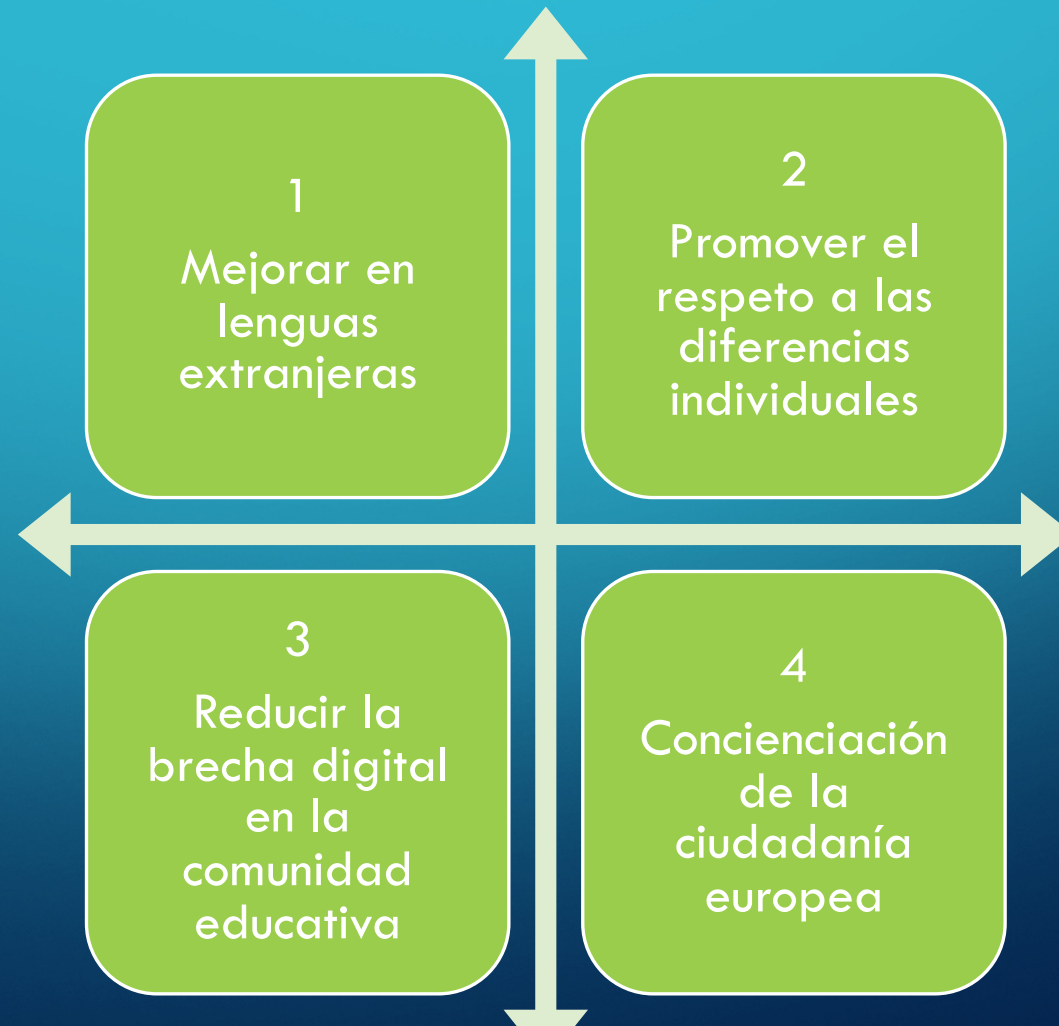 1
Mejorar en
lenguas
extranjeras
2
Promover el
respeto a las
diferencias
individuales
3
Reducir la
brecha digital
en la
comunidad
educativa
4
Concienciación
de la
ciudadanía
europea